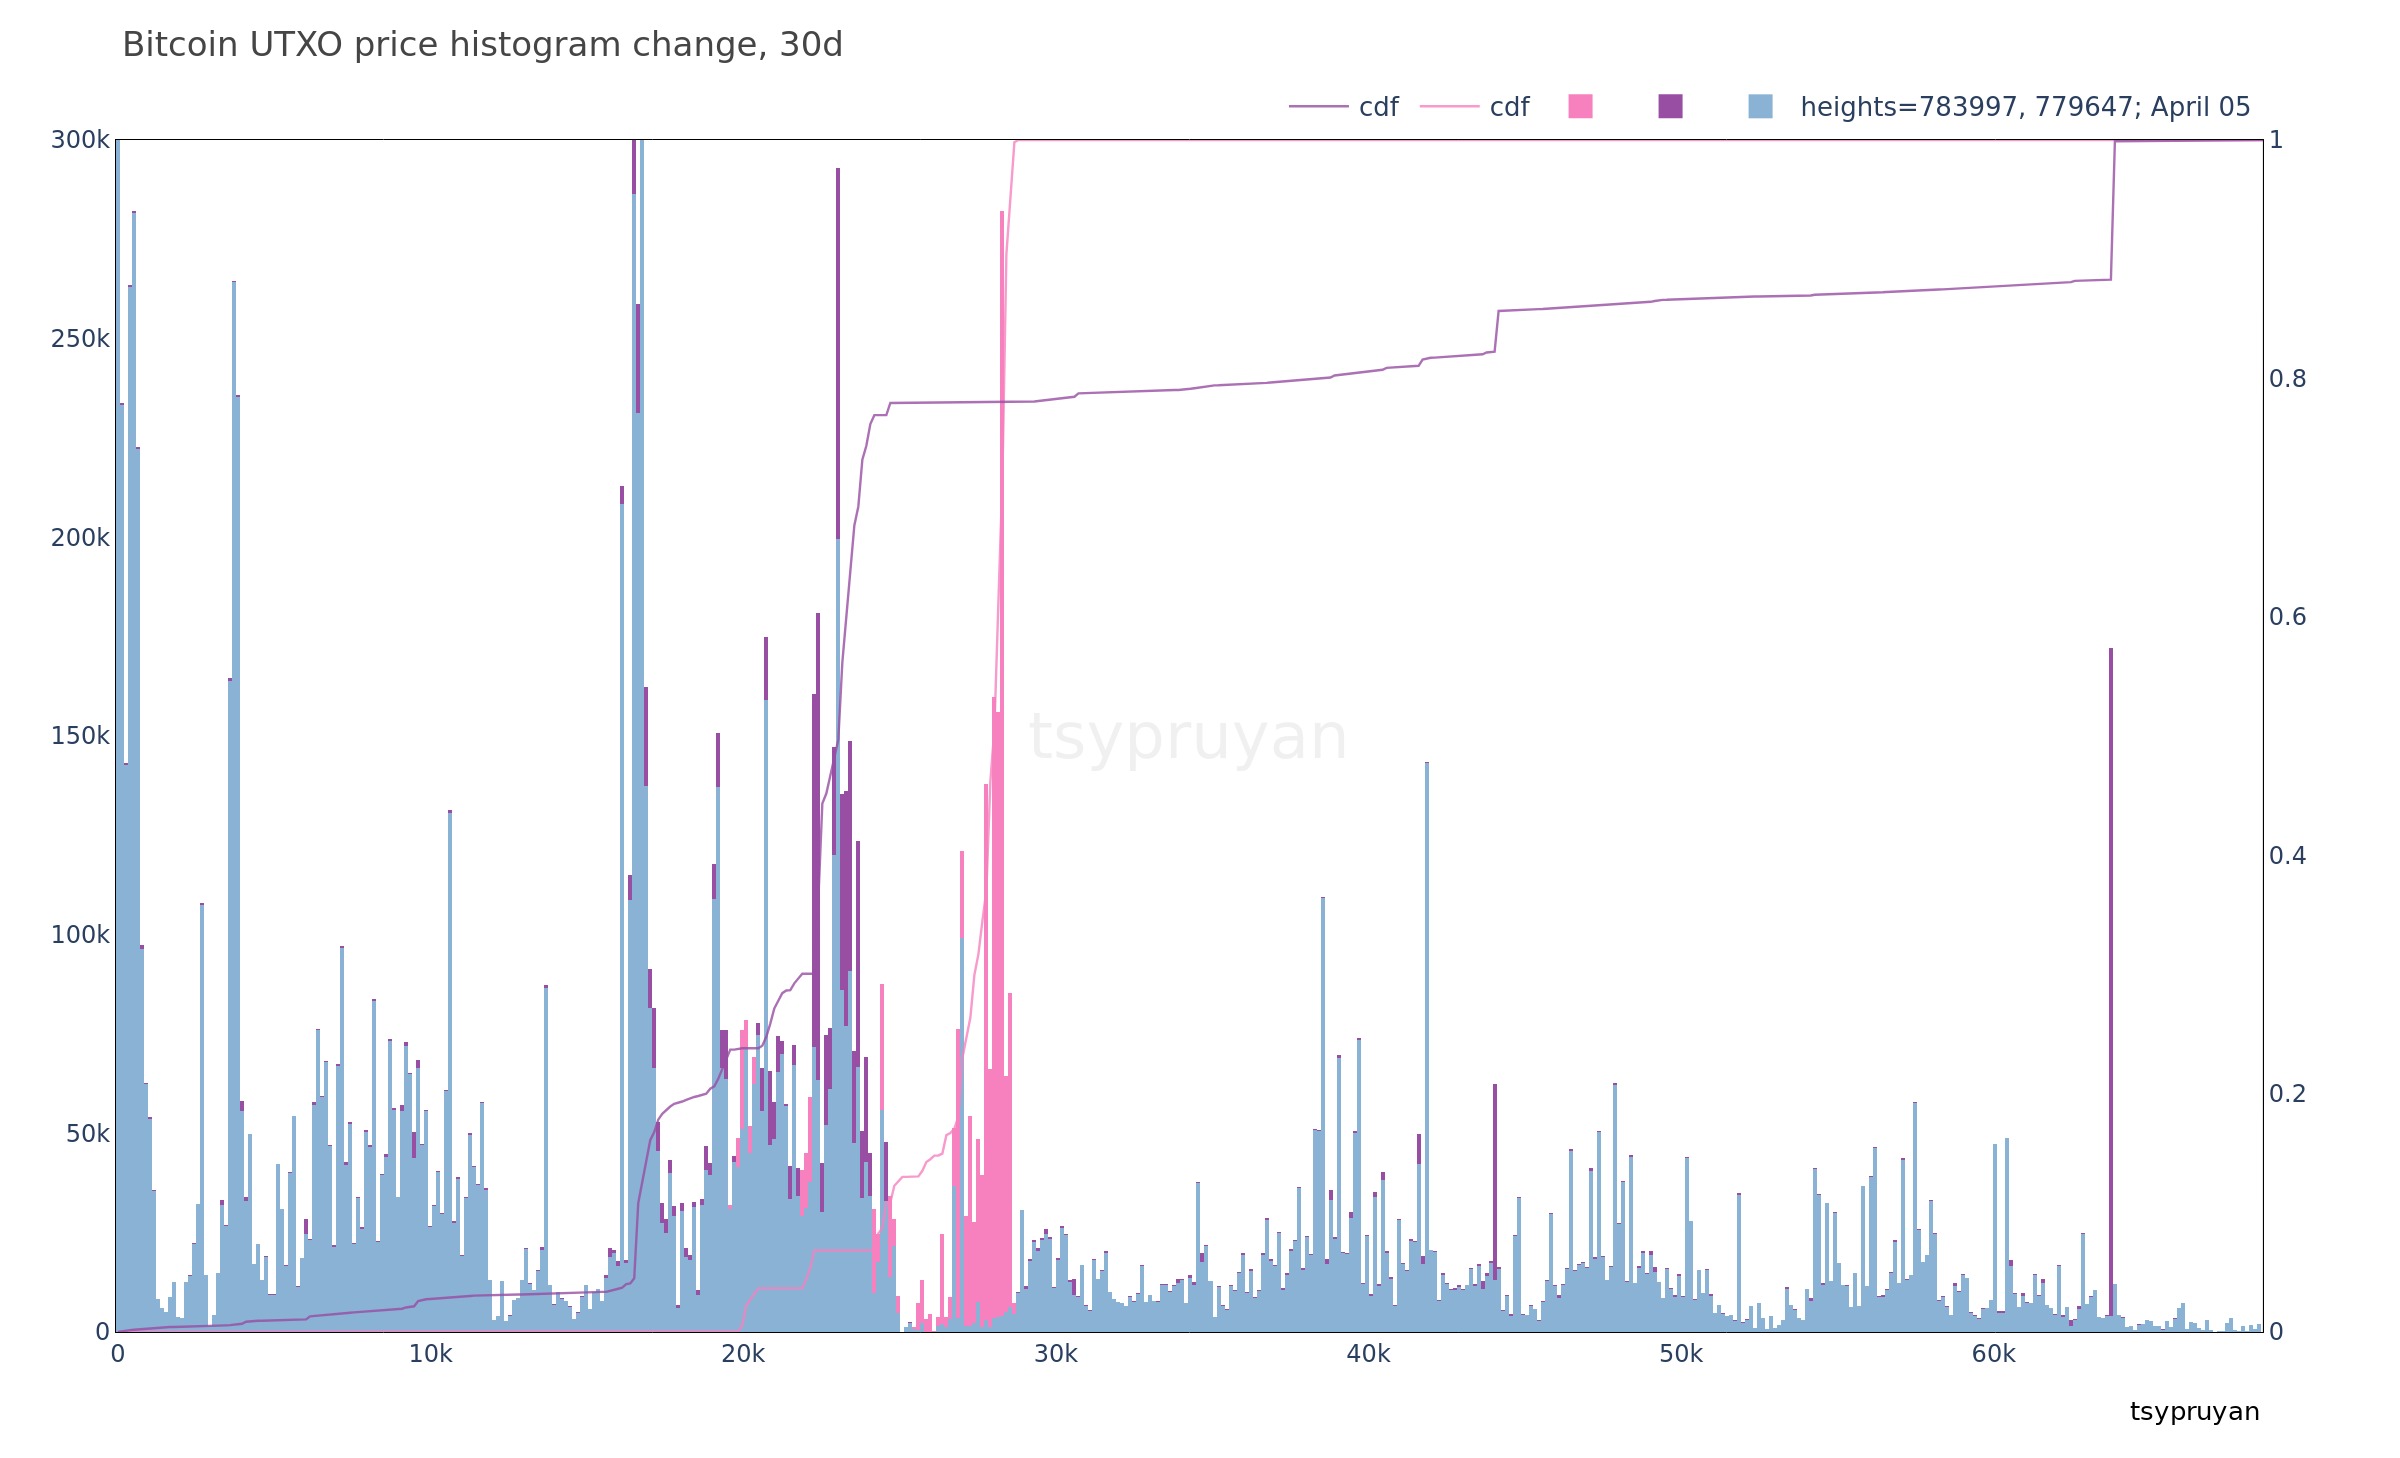 Bitcoin UTXO price histogram change, 30d
cdf cdf heights=783997, 779647; April 05
300k
250k
200k
150k
100k
50k
0
1
0.8
0.6
0.4
0.2
0
tsypruyan
0 10k 20k 30k 40k 50k 60k
tsypruyan